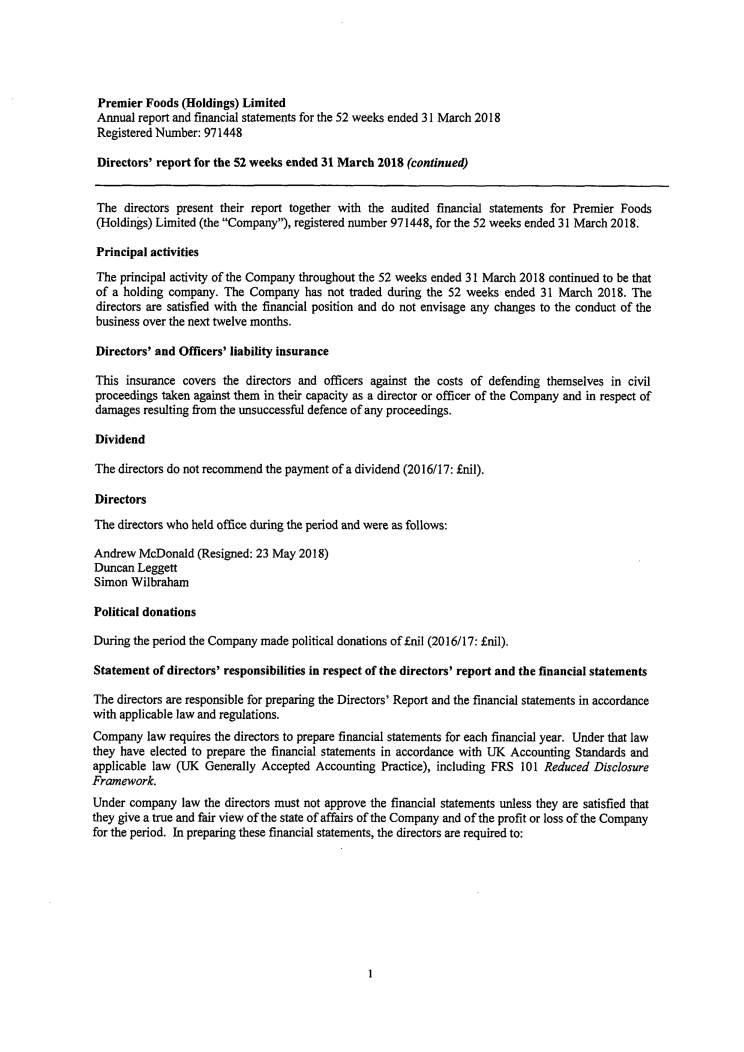 Premier Foods (Holdings) Limited
Annual report and financial statements for the 52 weeks ended 31 March 2018
Registered Number: 971448
Directors' report for the 52 weeks ended 31 March 2018 (continued)
The directors present their report together with the audited financial statements for Premier Foods
(Holdings) Limited (the "Company"), registered number 971448, for the 52 weeks ended 31 March 2018.
Principal activities
The principal activity of the Company throughout the 52 weeks ended 31 March 2018 continued to be that
of a holding company. The Company has not traded during the 52 weeks ended 31 March 2018. The
directors are satisfied with the financial position and do not envisage any changes to the conduct of the
business over the next twelve months.
Directors' and Officers' liability insurance
This insurance covers the directors and officers against the costs of defending themselves in civil
proceedings taken against them in their capacity as a director or officer of the Company and in respect of
damages resulting from the unsuccessful defence of any proceedings.
Dividend
The directors do not recommend the payment of a dividend (2016/17: £nil).
Directors
The directors who held office during the period and were as follows:
Andrew McDonald (Resigned: 23 May 2018)
Duncan Leggett
Simon Wilbraham
Political donations
During the period the Company made political donations of £nil (2016/17: £nil).
Statement of directors' responsibilities in respect of the directors' report and the financial statements
The directors are responsible for preparing the Directors' Report and the financial statements in accordance
with applicable law and regulations.
Company law requires the directors to prepare financial statements for each financial year. Under that law
they have elected to prepare the financial statements in accordance with UK Accounting Standards and
applicable law (UK Generally Accepted Accounting Practice), including FRS 101 Reduced Disclosure
Framework.
Under company law the directors must not approve the financial statements unless they are satisfied that
they give a true and fair view of the state of affairs of the Company and of the profit or loss of the Company
for the period. In preparing these financial statements, the directors are required to:
1